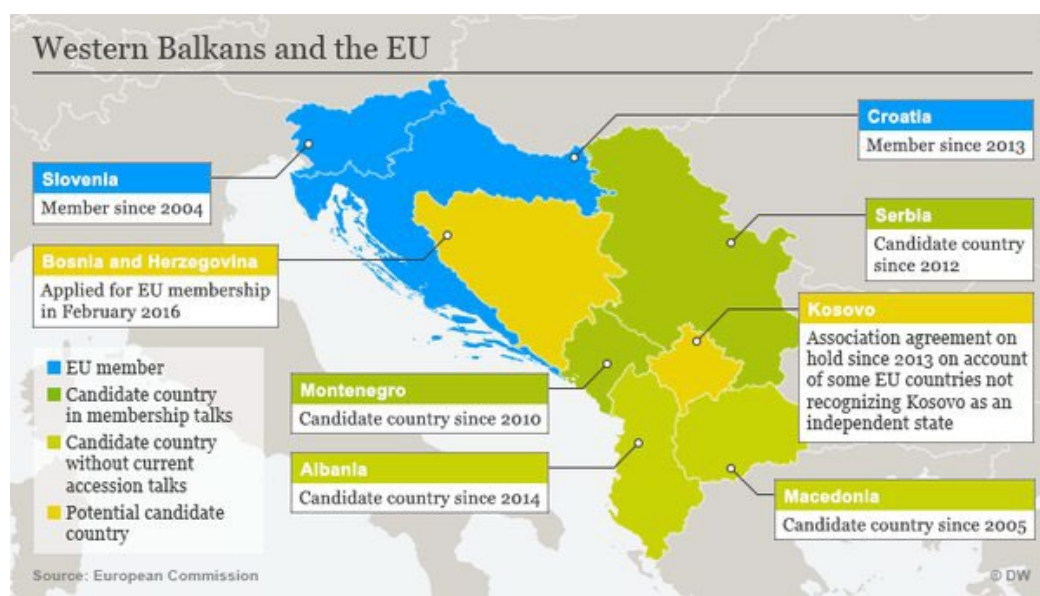 Western Balkans and the EU
Croatia
Member since 2013
Slovenia
Member since 2004
Serbia
Candidate country
since 2012
Bosnia and Herzegovina
Applied for EU membership
in February 2016
Kosovo
Association agreement on
hold since 2013 on account
of some EU countries not
recognizing Kosovo as an
independent state
EU member
Candidate country
in membership talks
Candidate country
without current
accession talks
Potential candidate
country
Montenegro
Candidate country since 2010
Albania
Candidate country since 2014
Macedonia
Candidate country since 2005
Source: European Commission
© DW